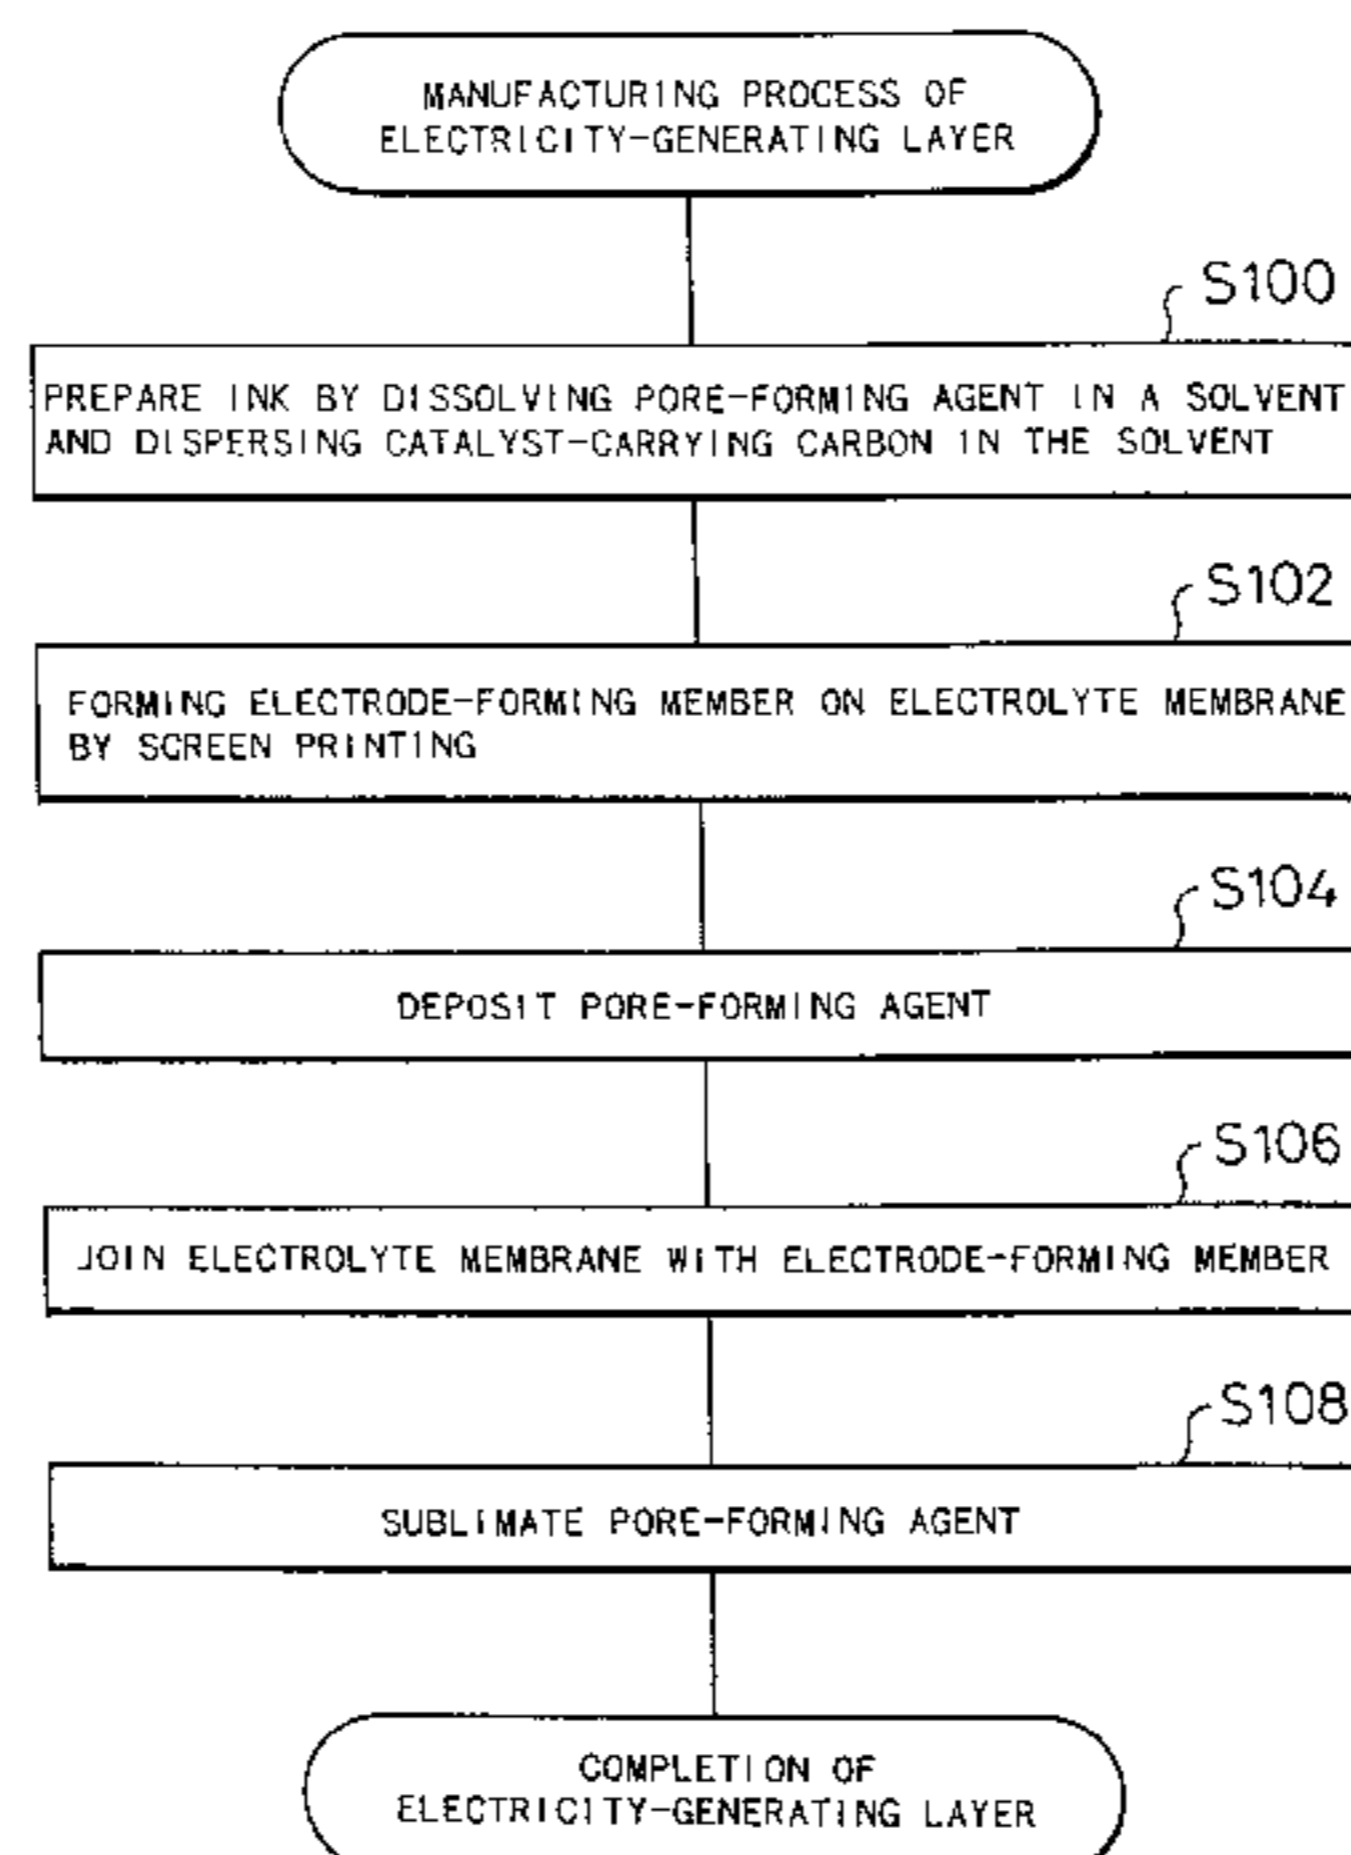 MANUFACTURING PROCESS OF
ELECTRICITY-GENERATING LAYER
S100
PREPARE INK BY DISSOLVING PORE-FORMING AGENT IN A SOLVENT
AND DISPERSING CATALYST-CARRYING CARBON IN THE SOLVENT
S102
FORMING ELECTRODE-FORMING MEMBER ON ELECTROLYTE MEMBRANE
BY SCREEN PRINTING
S104
DEPOSIT PORE-FORMING AGENT
S106
JOIN ELECTROLYTE MEMBRANE WITH ELECTRODE-FORMING MEMBER
S108
SUBLIMATE PORE-FORMING AGENT
COMPLETION OF
ELECTRICITY-GENERATING LAYER